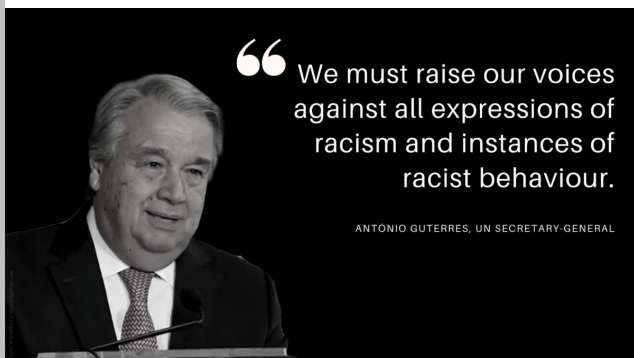 “
We must raise our voices
against all expressions of
racism and instances of
racist behaviour.
ANTÓNIO GUTERRES, UN SECRETARY-GENERAL